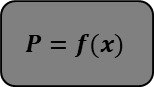 P = f(x)